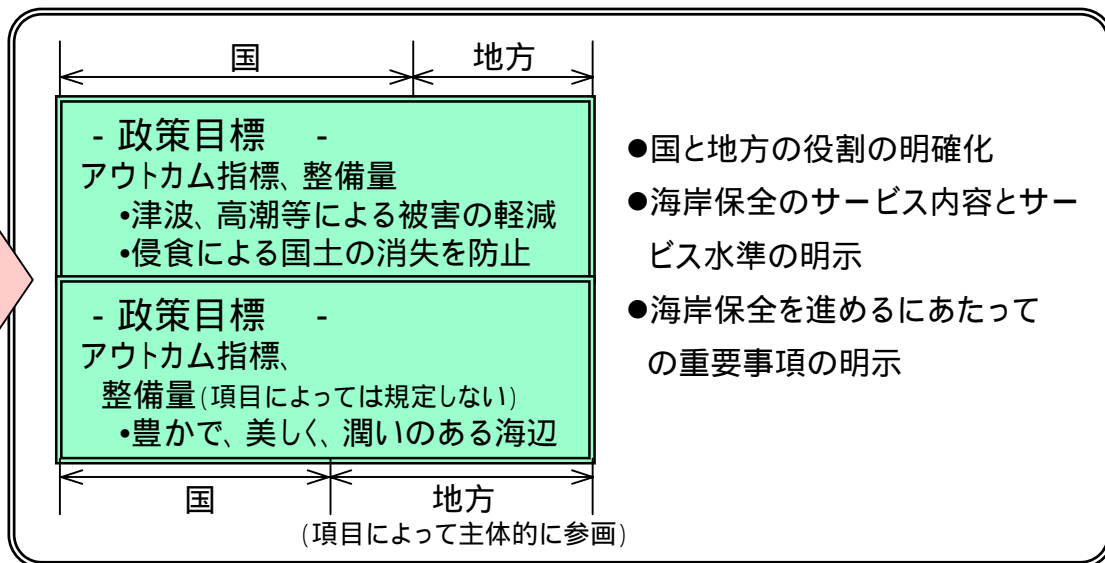 国 地方
- 政策目標 -
アウトカム指標、整備量
•津波、高潮等による被害の軽減
•侵食による国土の消失を防止
- 政策目標 -
アウトカム指標、
整備量(項目によっては規定しない)
•豊かで、美しく、潤いのある海辺
国 地方
(項目によって主体的に参画)
●国と地方の役割の明確化
●海岸保全のサービス内容とサー
ビス水準の明示
●海岸保全を進めるにあたって
の重要事項の明示